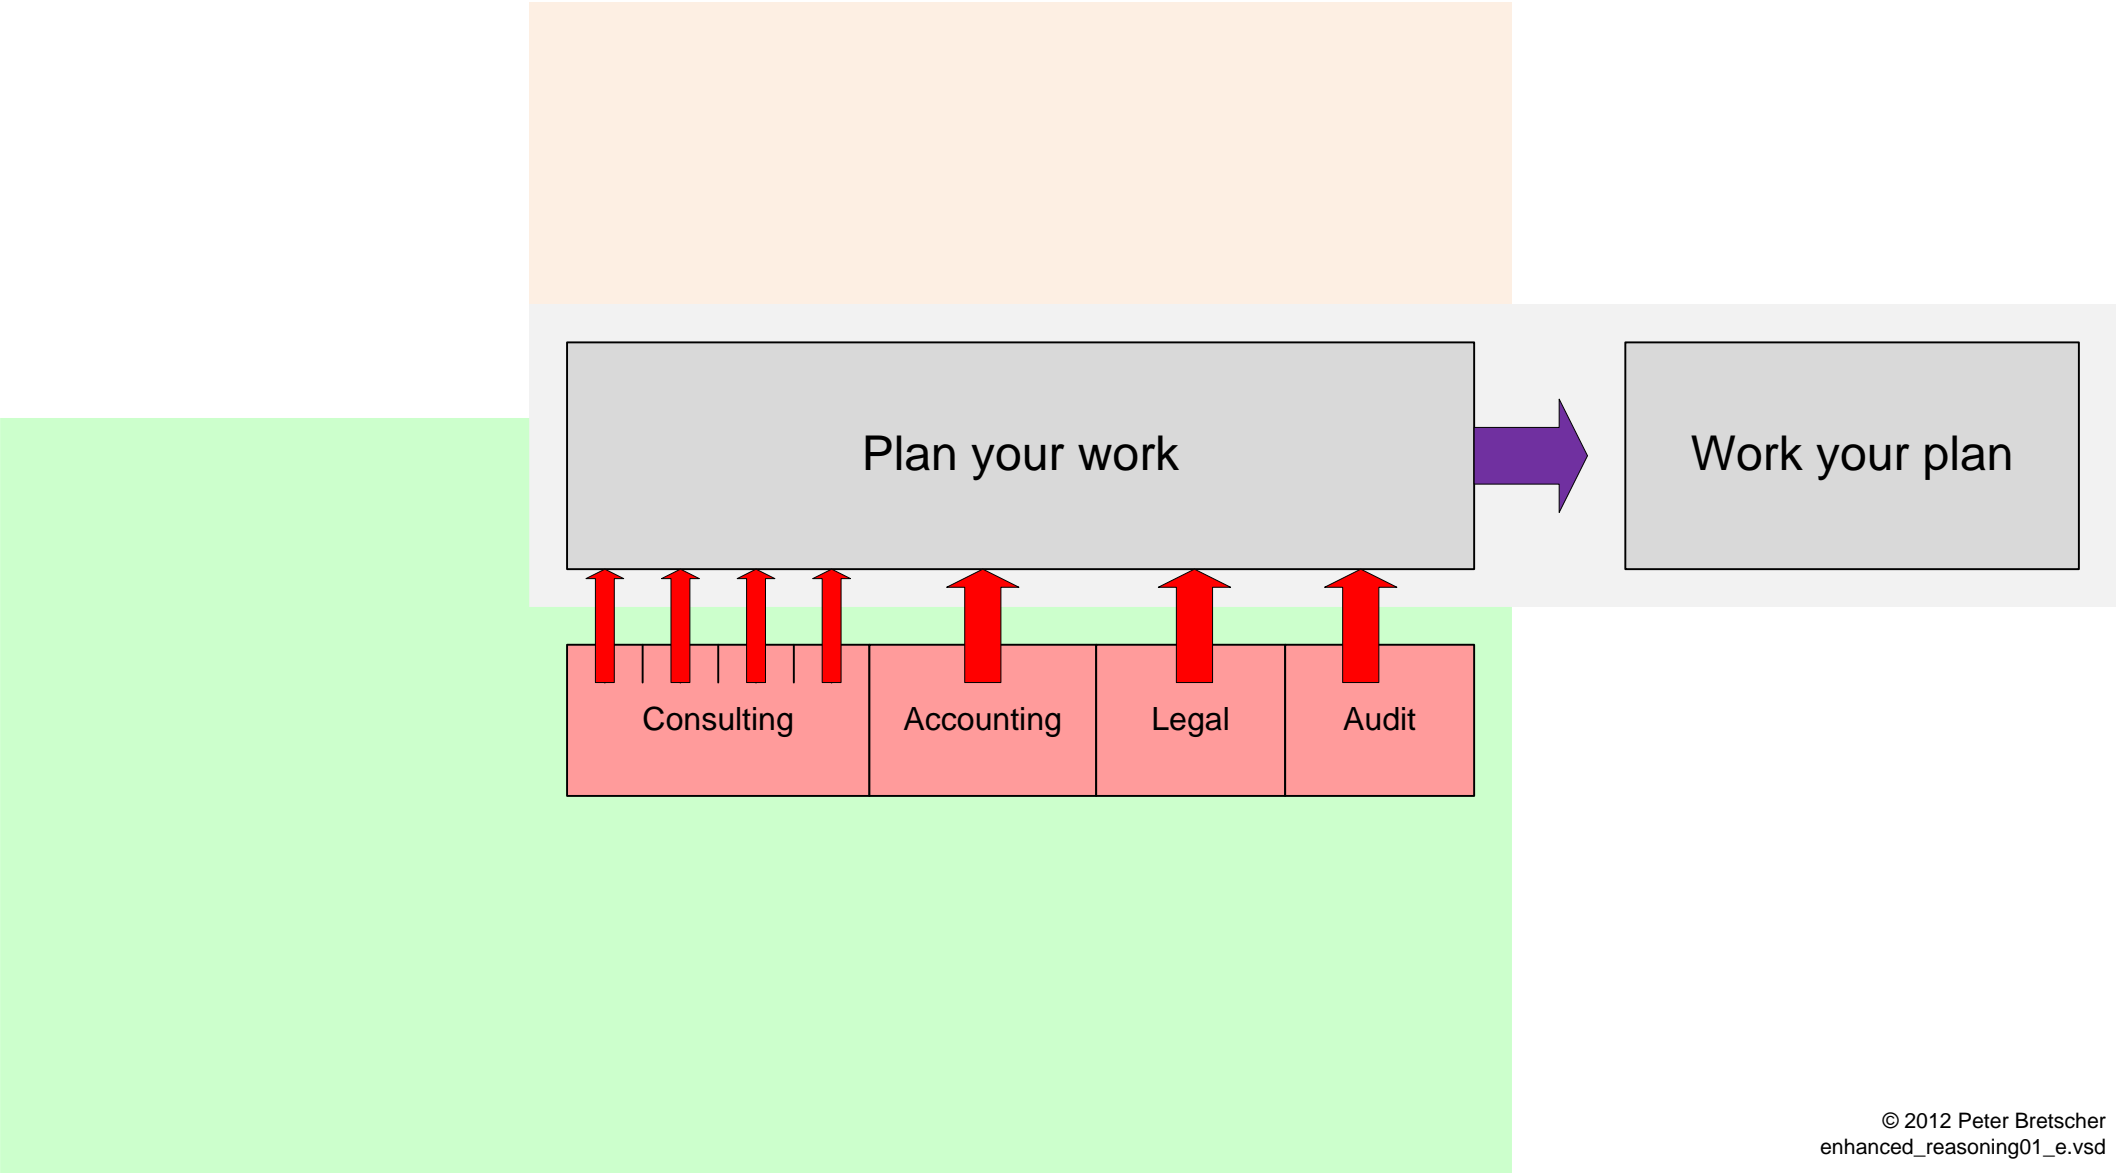 Plan your work
Work your plan
Consulting
Accounting
Legal
Audit
© 2012 Peter Bretscher
enhanced_reasoning01_e.vsd